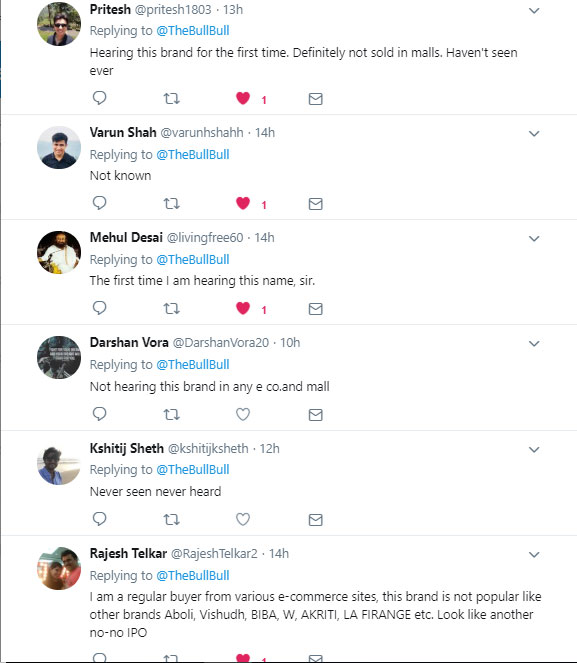 Pritesh @pritesh1803 · 13h
Replying to @TheBullBull
Hearing this brand for the first time. Definitely not sold in malls. Haven't seen
ever
1
Varun Shah @varunhshahh · 14h
Replying to @TheBullBull
Not known
1
Mehul Desai @livingfree60 · 14h
Replying to @TheBullBull
The first time I am hearing this name, sir.
1
Darshan Vora @DarshanVora20 · 10h
Replying to @TheBullBull
Not hearing this brand in any e co.and mall
Kshitij Sheth @kshitijksheth · 12h
Replying to @TheBullBull
Never seen never heard
Rajesh Telkar @RajeshTelkar2 · 14h
Replying to @TheBullBull
I am a regular buyer from various e-commerce sites, this brand is not popular like
other brands Aboli, Vishudh, BIBA, W, AKRITI, LA FIRANGE etc. Look like another
no-no IPO
1